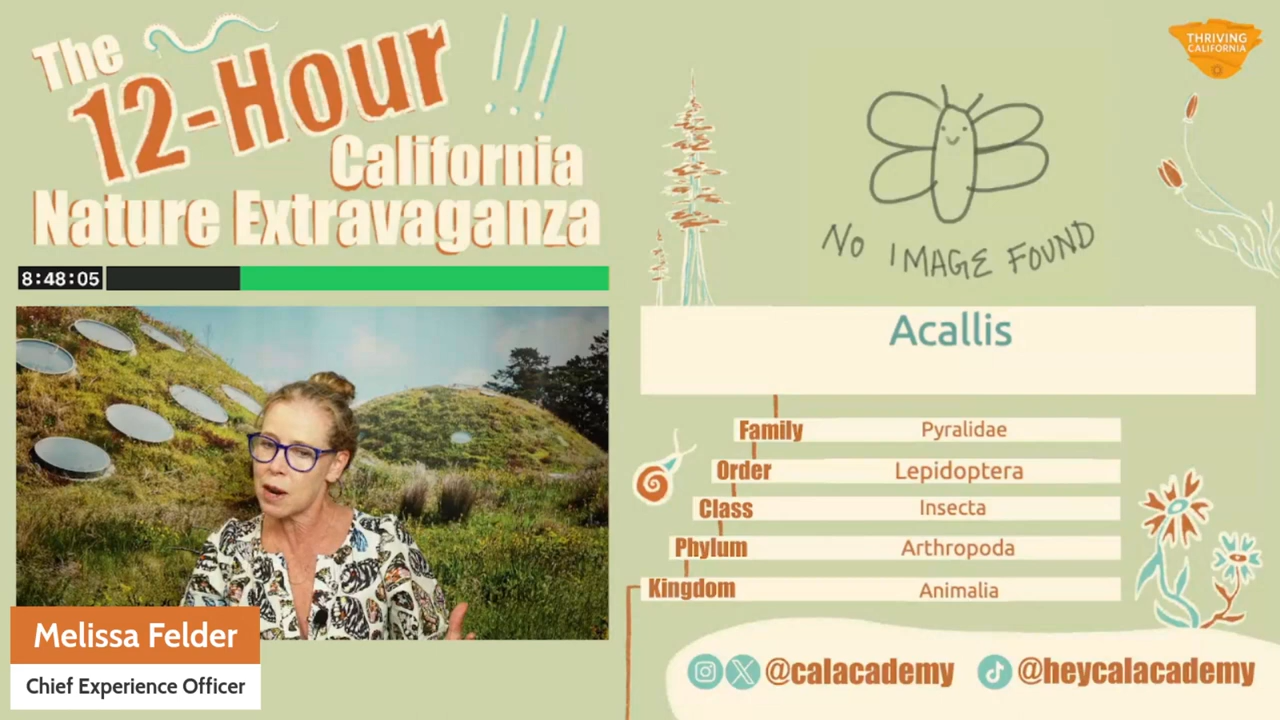 The
12-Hour!!!
California
Nature Extravaganza
8:48:05
Melissa Felder
Chief Experience Officer
THRIVING
CALIFORNIA
NO IMAGE FOUND
Acallis
Family Pyralidae
Order Lepidoptera
Class Insecta
Phylum Arthropoda
Kingdom Animalia
@calacademy @heycalacademy